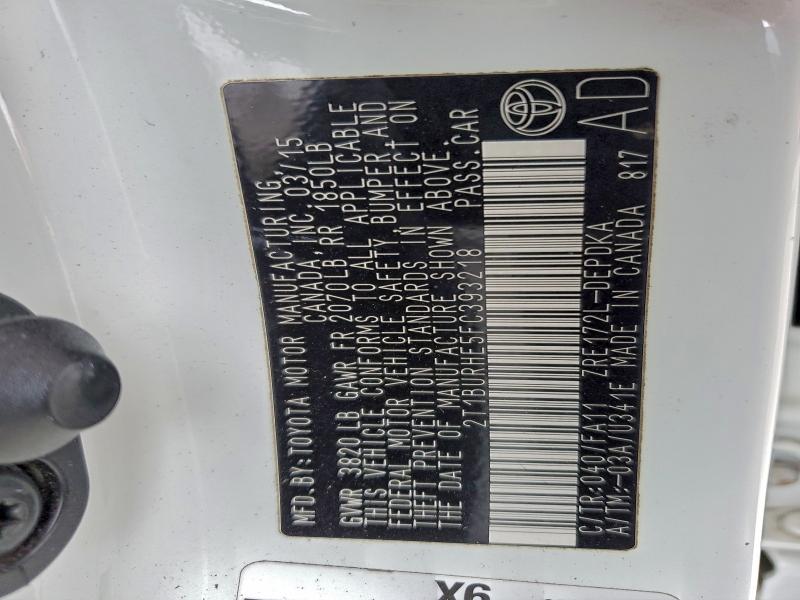 MFD.BY:TOYOTA MOTOR MANUFACTURING,
CANADA, INC. 03/15
GVWR 3820 LB GAWR FR 2070LB RR 1850LB
THIS VEHICLE CONFORMS TO ALL APPLICABLE
FEDERAL MOTOR VEHICLE SAFETY, BUMPER, AND
THEFT PREVENTION STANDARDS IN EFFECT ON
THE DATE OF MANUFACTURE SHOWN ABOVE.
2T1BURHE5FC393218 PASS.CAR
C/TR:040/FA11 ZRE172L-DEPDKA
A/TM:-03A/U341E MADE IN CANADA 817 AD
X6